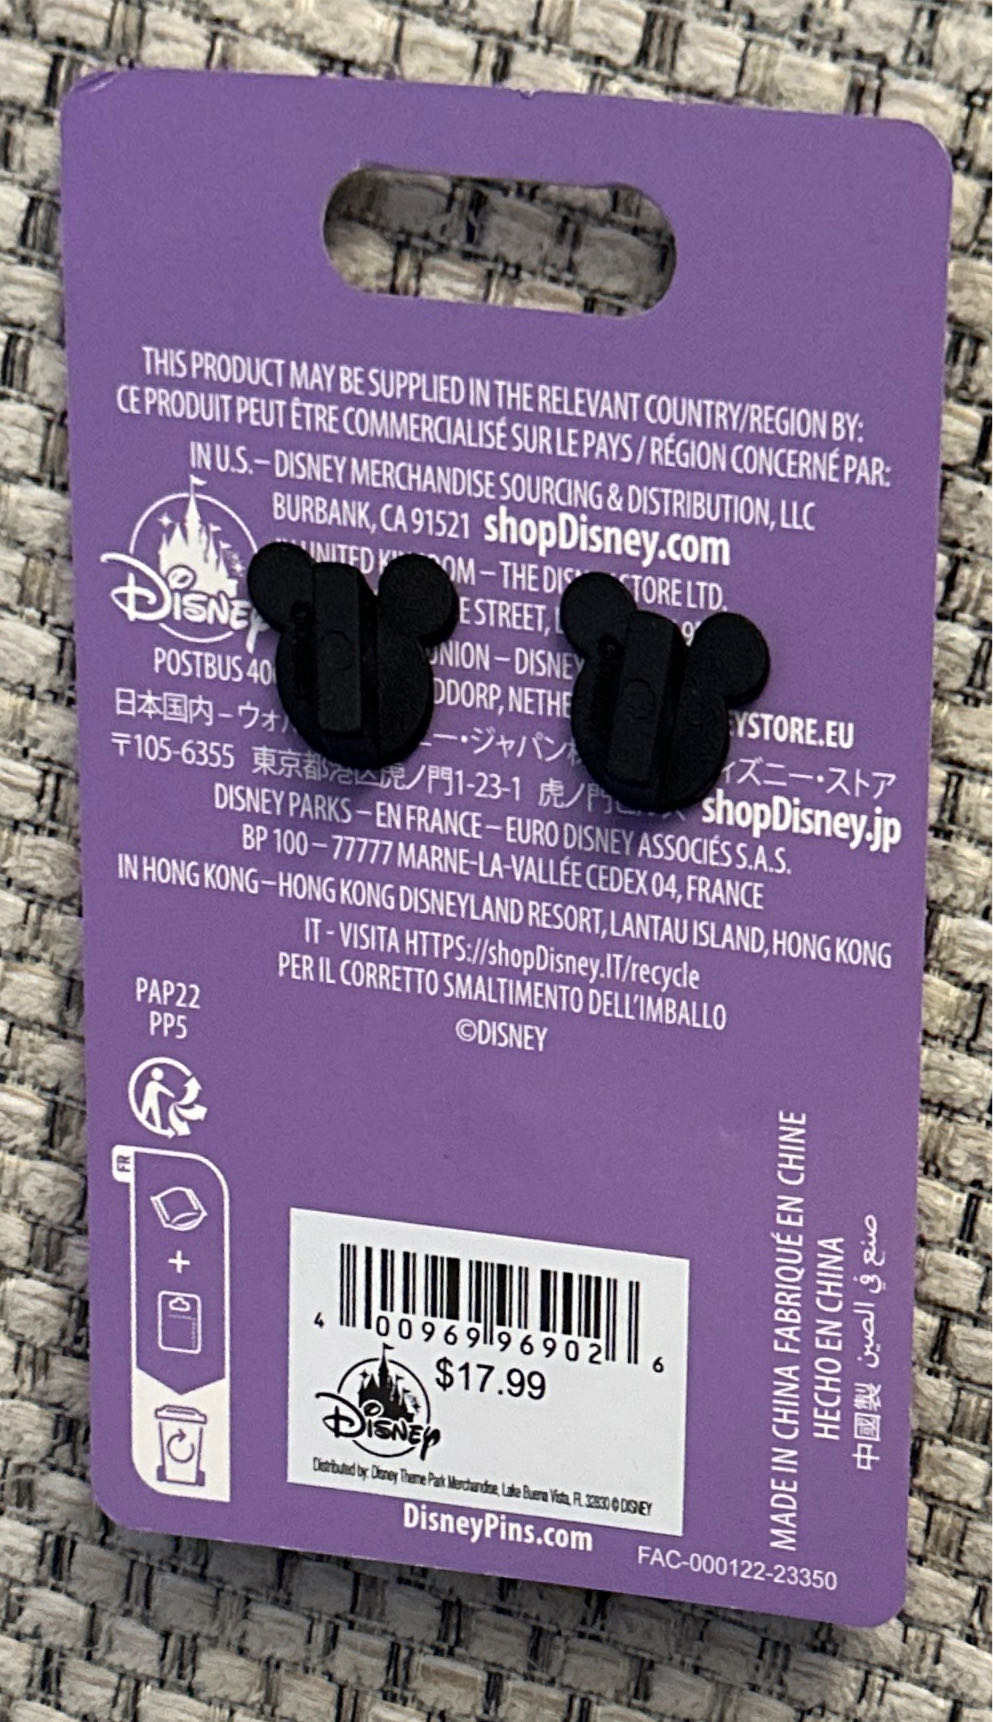 THIS PRODUCT MAY BE SUPPLIED IN THE RELEVANT COUNTRY/REGION BY:
CE PRODUIT PEUT ÊTRE COMMERCIALISÉ SUR LE PAYS / RÉGION CONCERNÉ PAR:
IN U.S. – DISNEY MERCHANDISE SOURCING & DISTRIBUTION, LLC
BURBANK, CA 91521 shopDisney.com
UNITED – THE STORE LTD.
STREET,
DISNEY
– DISNEY
POSTBUS NETHE
YSTORE.EU
日本国内 – ウォ ー・ジャパン ィズニー・ストア
〒105-6355 東京都港区虎ノ門1-23-1 虎ノ門 shopDisney.jp
DISNEY PARKS – EN FRANCE – EURO DISNEY ASSOCIÉS S.A.S.
BP 100 – 77777 MARNE-LA-VALLÉE CEDEX 04, FRANCE
IN HONG KONG – HONG KONG DISNEYLAND RESORT, LANTAU ISLAND, HONG KONG
IT - VISITA HTTPS://shopDisney.IT/recycle
PER IL CORRETTO SMALTIMENTO DELL'IMBALLO
©DISNEY
PAP22
PP5
FR
+
4 00969 96902 6
$17.99
DISNEY
Distributed by: Disney Theme Park Merchandise, Lake Buena Vista, FL 32830 © DISNEY
DisneyPins.com
FAC-000122-23350
MADE IN CHINA FABRIQUÉ EN CHINE
HECHO EN CHINA
中國製 صنع في الصين